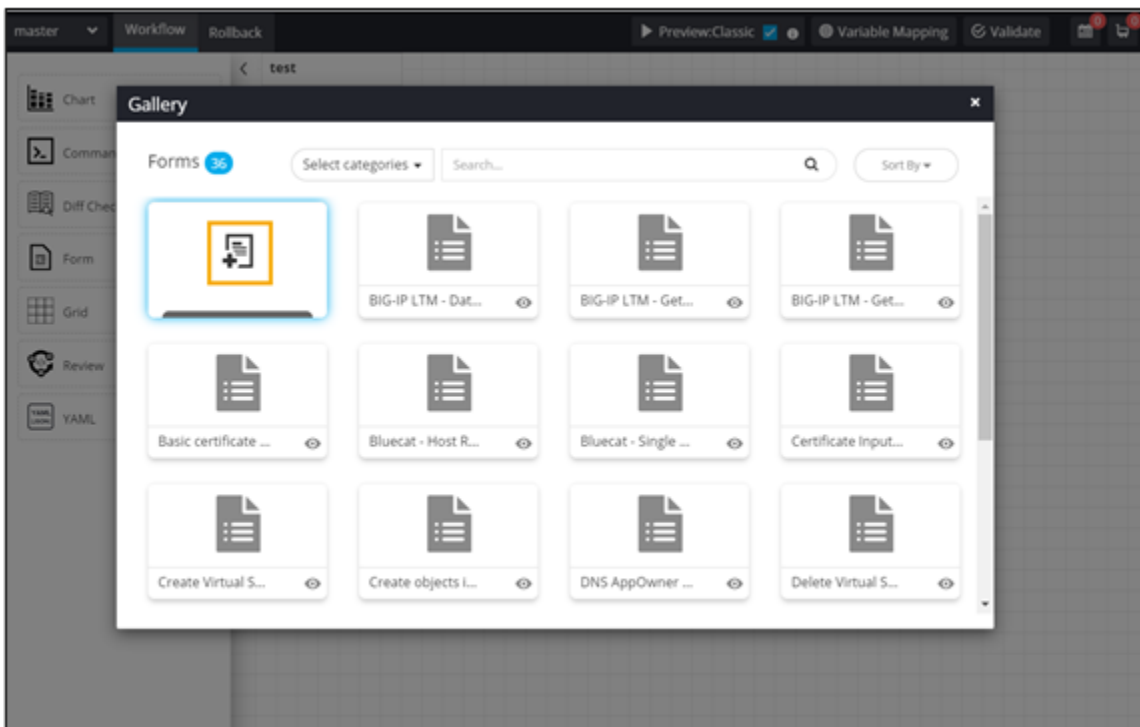 master Workflow Rollback Preview:Classic Variable Mapping Validate 0
test
Chart
Comman
Diff Chec
Form
Grid
Review
YAML
Gallery ×
Forms 36 Select categories Search... Sort By
BIG-IP LTM - Dat... BIG-IP LTM - Get... BIG-IP LTM - Get...
Basic certificate ... Bluecat - Host R... Bluecat - Single ... Certificate Input...
Create Virtual S... Create objects i... DNS AppOwner ... Delete Virtual S...